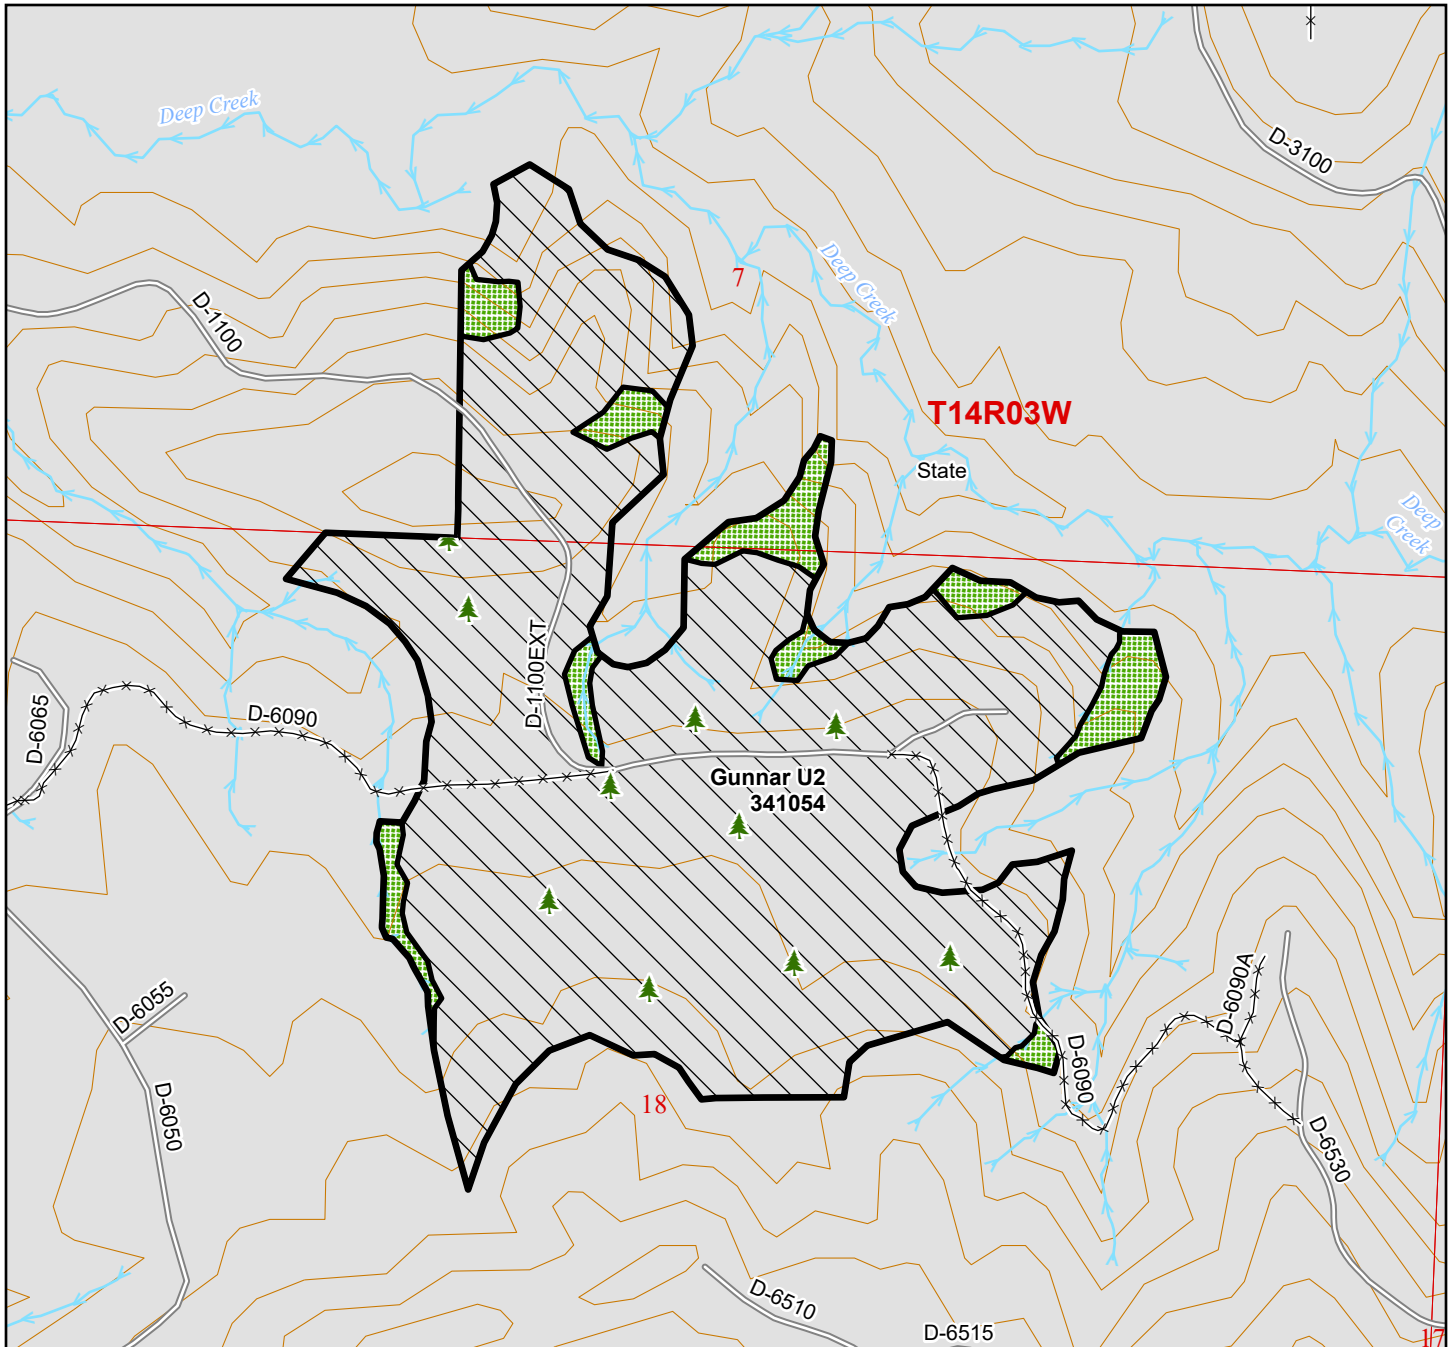 Deep Creek
D-3100
Deep Creek
7
D-1100
T14R03W
State
Deep
Creek
D-1100EXT
D-6065
D-6090
Gunnar U2
341054
D-6055
D-6090A
D-6090
D-6050
18
D-6530
D-6510
D-6515
17